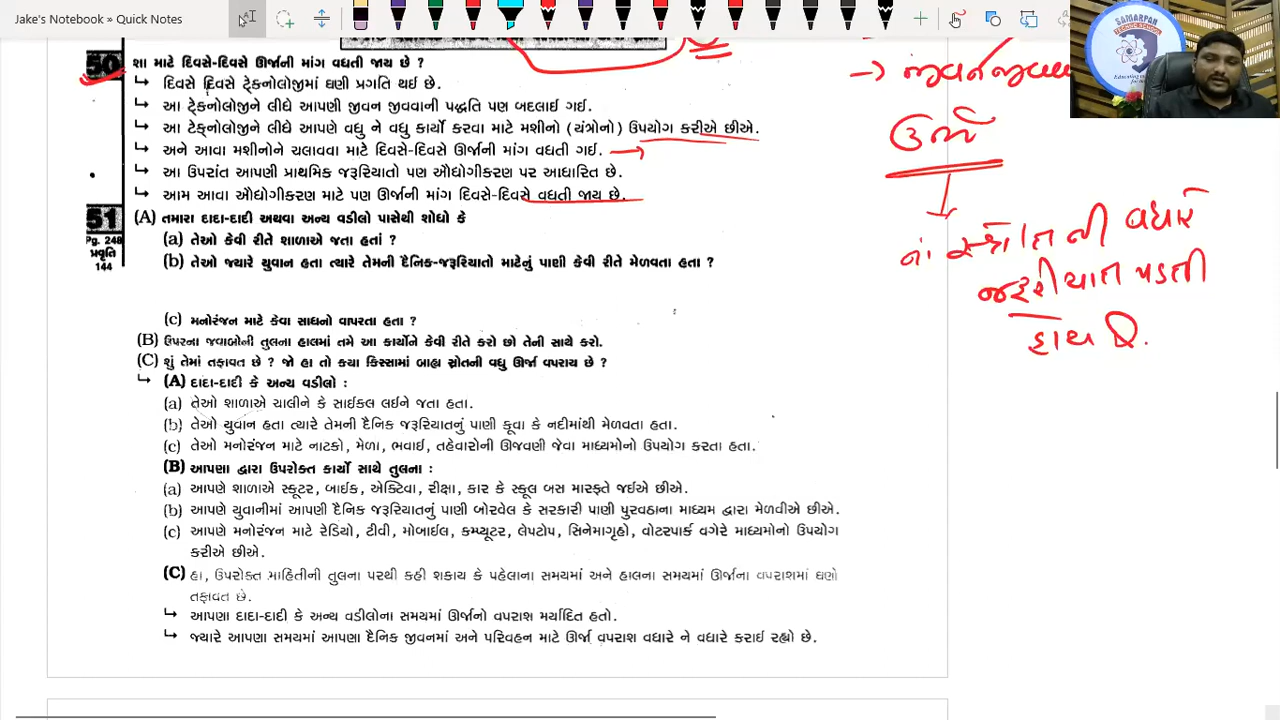 Jake's Notebook » Quick Notes
SAMARPAN
50 શા માટે દિવસે-દિવસે ઊર્જાની માંગ વધતી જાય છે ?
↳ દિવસે દિવસે ટેક્નોલોજીમાં ઘણી પ્રગતિ થઈ છે.
↳ આ ટેક્નોલોજીને લીધે આપણી જીવન જીવવાની પદ્ધતિ પણ બદલાઈ ગઈ.
↳ આ ટેક્નોલોજીને લીધે આપણે વધુ ને વધુ કાર્યો કરવા માટે મશીનો (યંત્રોનો) ઉપયોગ કરીએ છીએ.
↳ અને આવા મશીનોને ચલાવવા માટે દિવસે-દિવસે ઊર્જાની માંગ વધતી ગઈ.
↳ આ ઉપરાંત આપણી પ્રાથમિક જરૂરિયાતો પણ ઔદ્યોગીકરણ પર આધારિત છે.
↳ આમ આવા ઔદ્યોગીકરણ માટે પણ ઊર્જાની માંગ દિવસે-દિવસે વધતી જાય છે.
51 (A) તમારા દાદા-દાદી અથવા અન્ય વડીલો પાસેથી શોધો કે
Pg. 248
પ્રવૃતિ
144
(a) તેઓ કેવી રીતે શાળાએ જતા હતાં ?
(b) તેઓ જ્યારે યુવાન હતા ત્યારે તેમની દૈનિક-જરૂરિયાતો માટેનું પાણી કેવી રીતે મેળવતા હતા ?
(c) મનોરંજન માટે કેવા સાધનો વાપરતા હતા ?
(B) ઉપરના જવાબોની તુલના હાલમાં તમે આ કાર્યોને કેવી રીતે કરો છો તેની સાથે કરો.
(C) શું તેમાં તફાવત છે ? જો હા તો ક્યા કિસ્સામાં બાહ્ય સ્રોતની વધુ ઊર્જા વપરાય છે ?
↳ (A) દાદા-દાદી કે અન્ય વડીલો :
(a) તેઓ શાળાએ ચાલીને કે સાઈકલ લઈને જતા હતા.
(b) તેઓ યુવાન હતા ત્યારે તેમની દૈનિક જરૂરિયાતનું પાણી કૂવા કે નદીમાંથી મેળવતા હતા.
(c) તેઓ મનોરંજન માટે નાટકો, મેળા, ભવાઈ, તહેવારોની ઊજવણી જેવા માધ્યમોનો ઉપયોગ કરતા હતા.
(B) આપણા દ્વારા ઉપરોક્ત કાર્યો સાથે તુલના :
(a) આપણે શાળાએ સ્કૂટર, બાઈક, એક્ટિવા, રીક્ષા, કાર કે સ્કૂલ બસ મારફતે જઈએ છીએ.
(b) આપણે યુવાનીમાં આપણી દૈનિક જરૂરિયાતનું પાણી બોરવેલ કે સરકારી પાણી પુરવઠાના માધ્યમ દ્વારા મેળવીએ છીએ.
(c) આપણે મનોરંજન માટે રેડિયો, ટીવી, મોબાઈલ, કમ્પ્યૂટર, લેપટોપ, સિનેમાગૃહો, વોટરપાર્ક વગેરે માધ્યમોનો ઉપયોગ
કરીએ છીએ.
(C) હા, ઉપરોક્ત માહિતીની તુલના પરથી કહી શકાય કે પહેલાના સમયમાં અને હાલના સમયમાં ઊર્જાના વપરાશમાં ઘણો
તફાવત છે.
↳ આપણા દાદા-દાદી કે અન્ય વડીલોના સમયમાં ઊર્જાનો વપરાશ મર્યાદિત હતો.
↳ જ્યારે આપણા સમયમાં આપણા દૈનિક જીવનમાં અને પરિવહન માટે ઊર્જા વપરાશ વધારે ને વધારે કરાઈ રહ્યો છે.
ઉર્જા
નાં સ્ત્રોત ની વધારે
જરૂરીયાત પડતી
હોય છે.